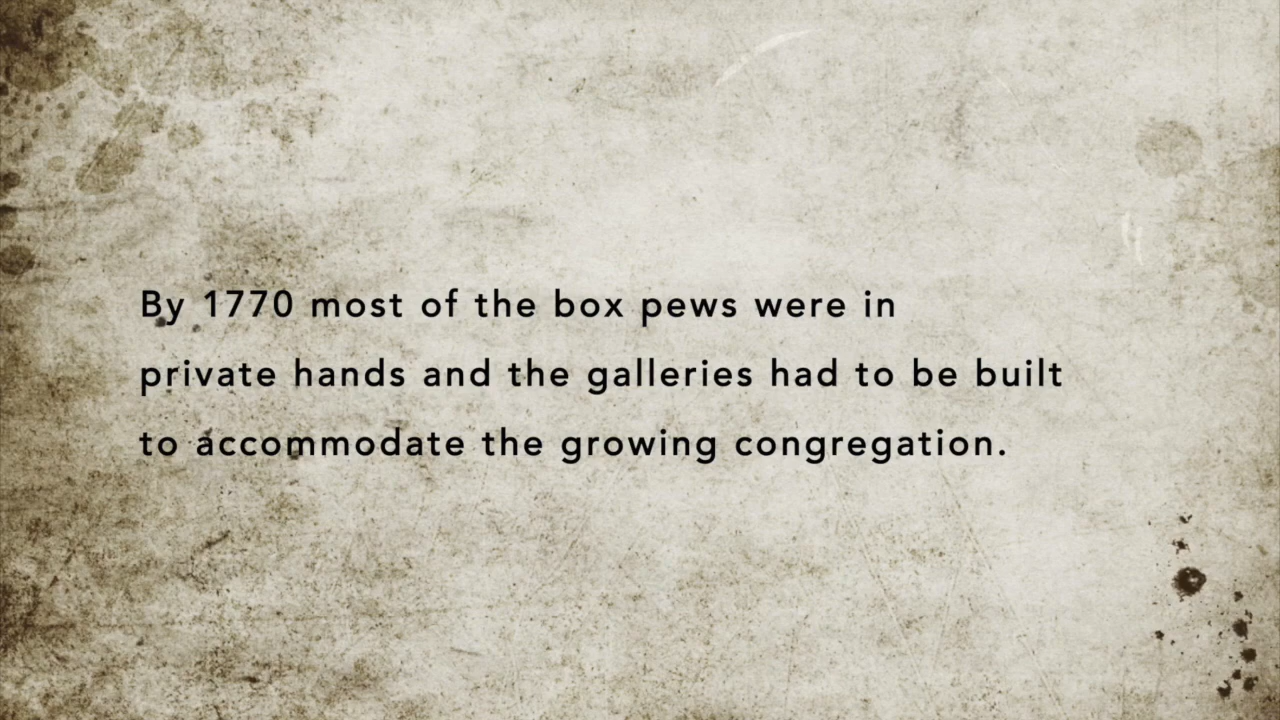 By 1770 most of the box pews were in
private hands and the galleries had to be built
to accommodate the growing congregation.